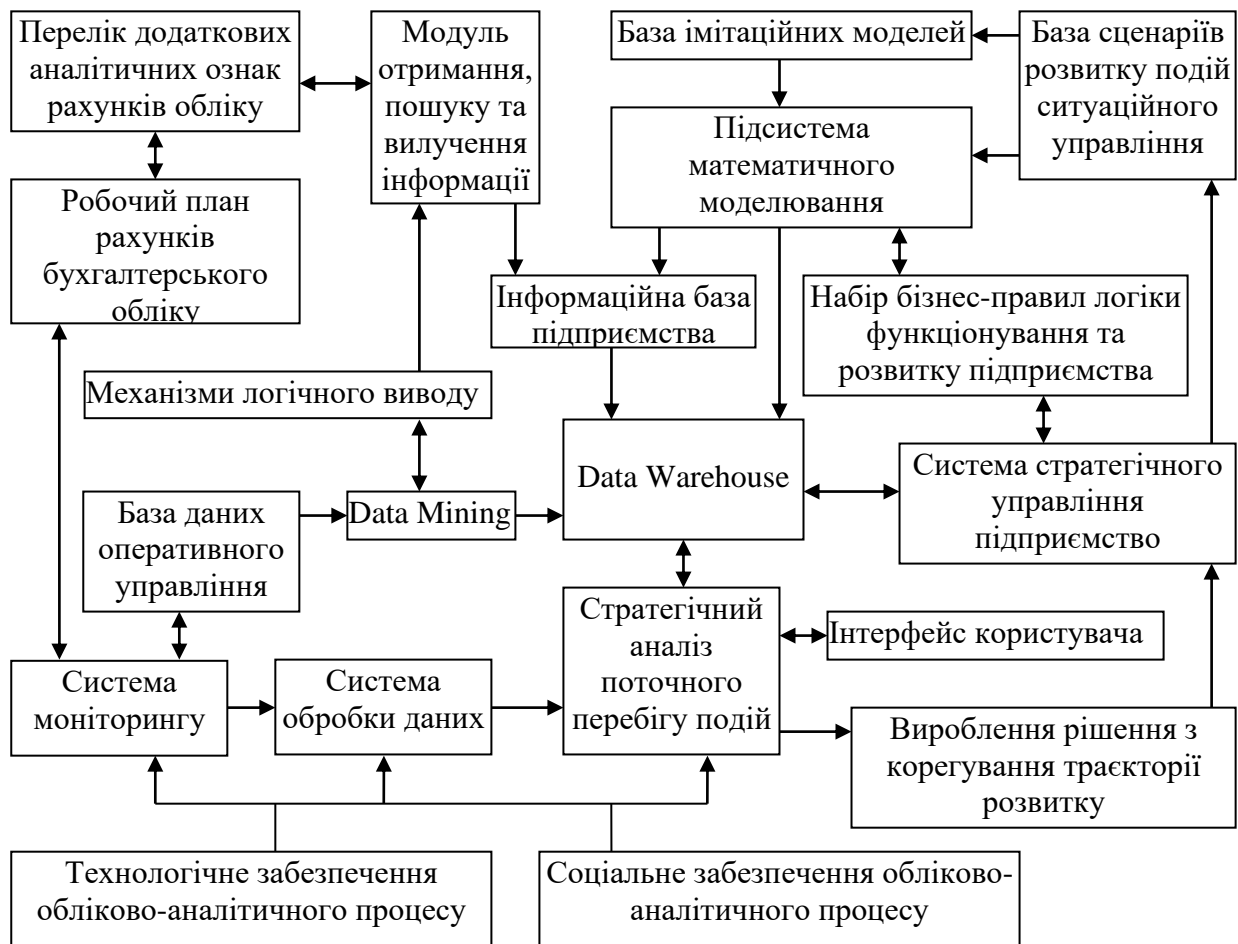 Перелік додаткових
аналітичних ознак
рахунків обліку
Модуль
отримання,
пошуку та
вилучення
інформації
База імітаційних моделей
База сценаріїв
розвитку подій
ситуаційного
управління
Підсистема
математичного
моделювання
Робочий план
рахунків
бухгалтерського
обліку
Інформаційна база
підприємства
Набір бізнес-правил логіки
функціонування та
розвитку підприємства
Механізми логічного виводу
Data Warehouse
Система стратегічного
управління
підприємство
База даних
оперативного
управління
Data Mining
Стратегічний
аналіз
поточного
перебігу подій
Інтерфейс користувача
Система
моніторингу
Система
обробки даних
Вироблення рішення з
корегування траєкторії
розвитку
Технологічне забезпечення
обліково-аналітичного процесу
Соціальне забезпечення обліково-
аналітичного процесу